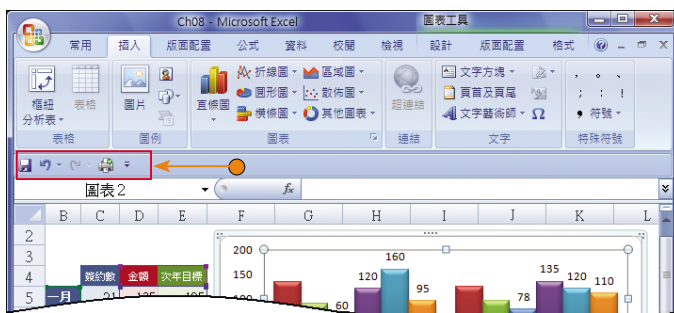 Ch08 - Microsoft Excel 圖表工具
常用 插入 版面配置 公式 資料 校閱 檢視 設計 版面配置 格式
樞紐分析表 表格 圖片 直條圖 折線圖 區域圖 超連結 文字方塊
圓形圖 散佈圖 頁首及頁尾
橫條圖 其他圖表 文字藝術師 Ω 符號
表格 圖例 圖表 連結 文字 特殊符號
圖表 2 fx
B C D E F G H I J K L
2
3 200 160
4 簽約數 金額 次年目標 150 120 95 135 120 110
5 一月 60 78